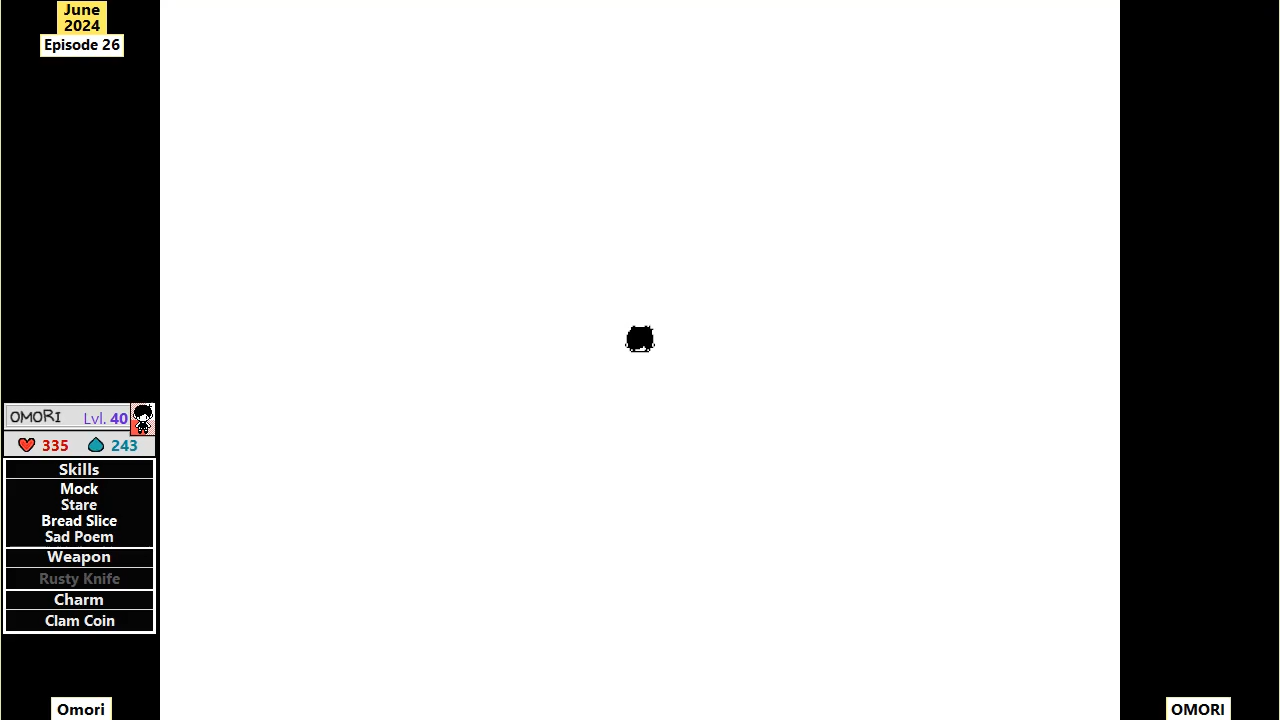 June
2024
Episode 26
OMORI Lvl. 40
335 243
Skills
Mock
Stare
Bread Slice
Sad Poem
Weapon
Rusty Knife
Charm
Clam Coin
Omori
OMORI